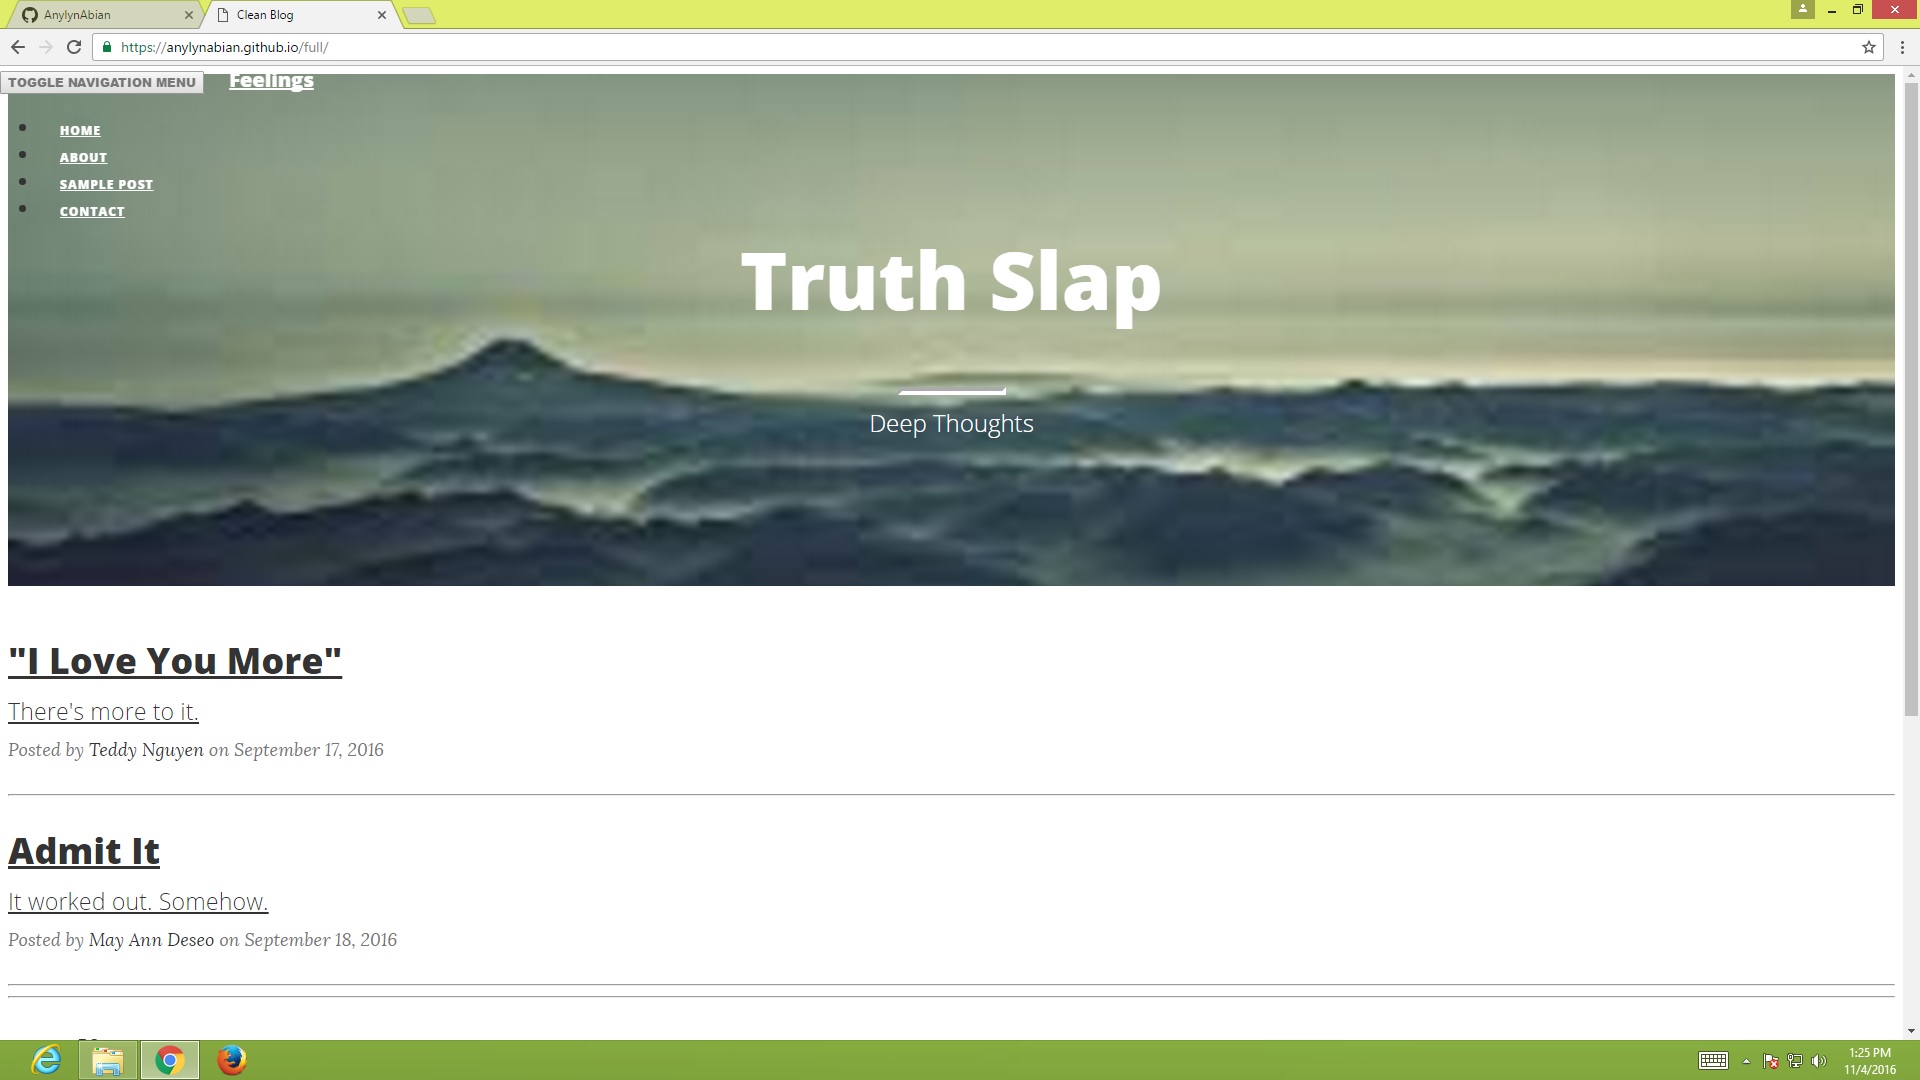 AnylynAbian
Clean Blog
https://anylynabian.github.io/full/
TOGGLE NAVIGATION MENU
Feelings
HOME
ABOUT
SAMPLE POST
CONTACT
Truth Slap
Deep Thoughts
"I Love You More"
There's more to it.
Posted by Teddy Nguyen on September 17, 2016
Admit It
It worked out. Somehow.
Posted by May Ann Deseo on September 18, 2016
1:25 PM
11/4/2016